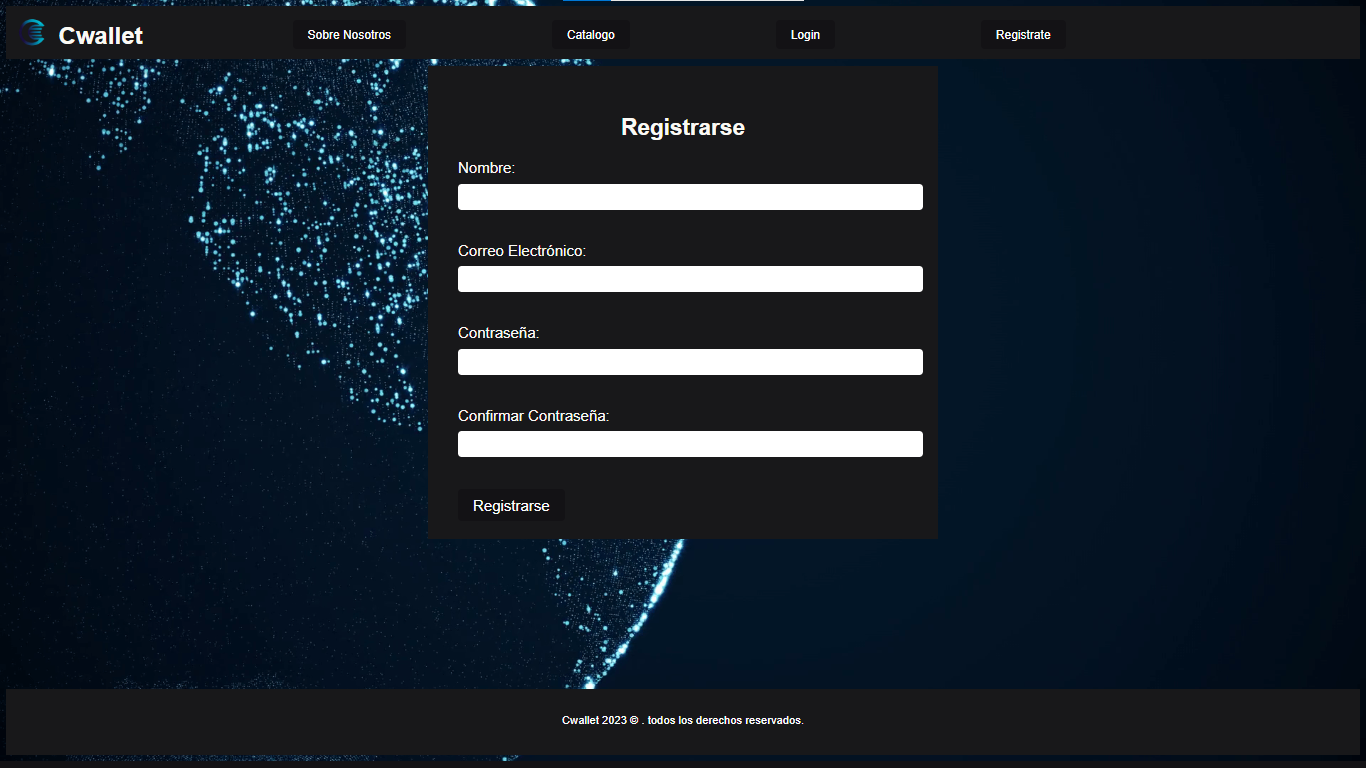 Cwallet
Sobre Nosotros
Catalogo
Login
Registrate
Registrarse
Nombre:
Correo Electrónico:
Contraseña:
Confirmar Contraseña:
Registrarse
Cwallet 2023 © . todos los derechos reservados.